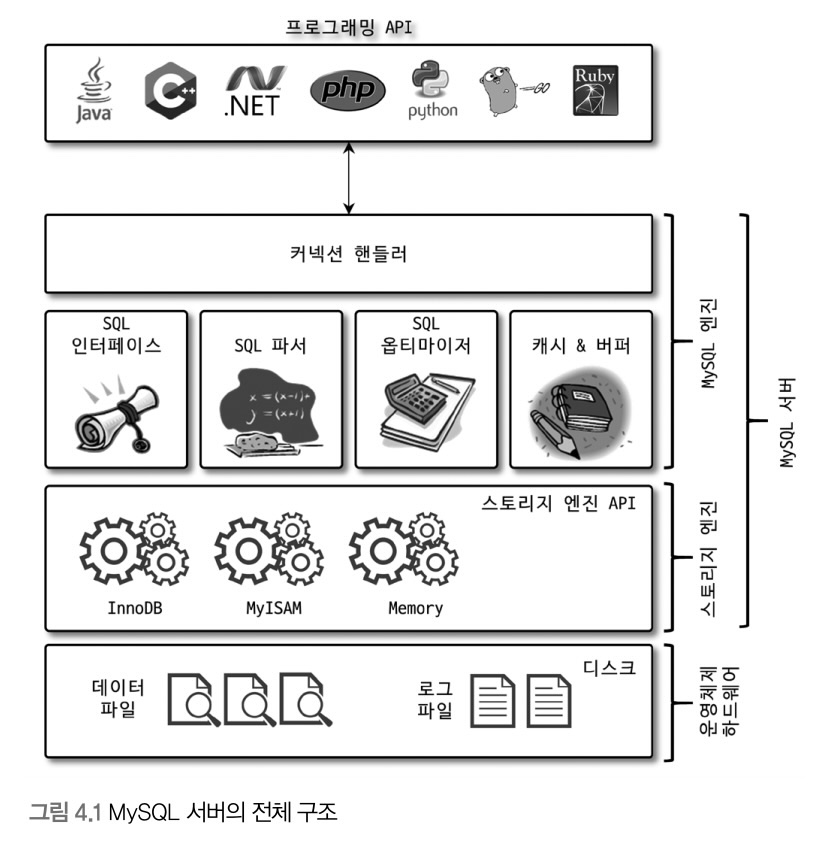 프로그래밍 API
Java
C++
.NET
php
python
GO
Ruby
커넥션 핸들러
SQL
인터페이스
SQL 파서
x = (x-1)+
y = (x+1)
SQL
옵티마이저
캐시 & 버퍼
MySQL 엔진
MySQL 서버
스토리지 엔진 API
InnoDB
MyISAM
Memory
스토리지 엔진
디스크
데이터
파일
로그
파일
운영체제
하드웨어
그림 4.1 MySQL 서버의 전체 구조